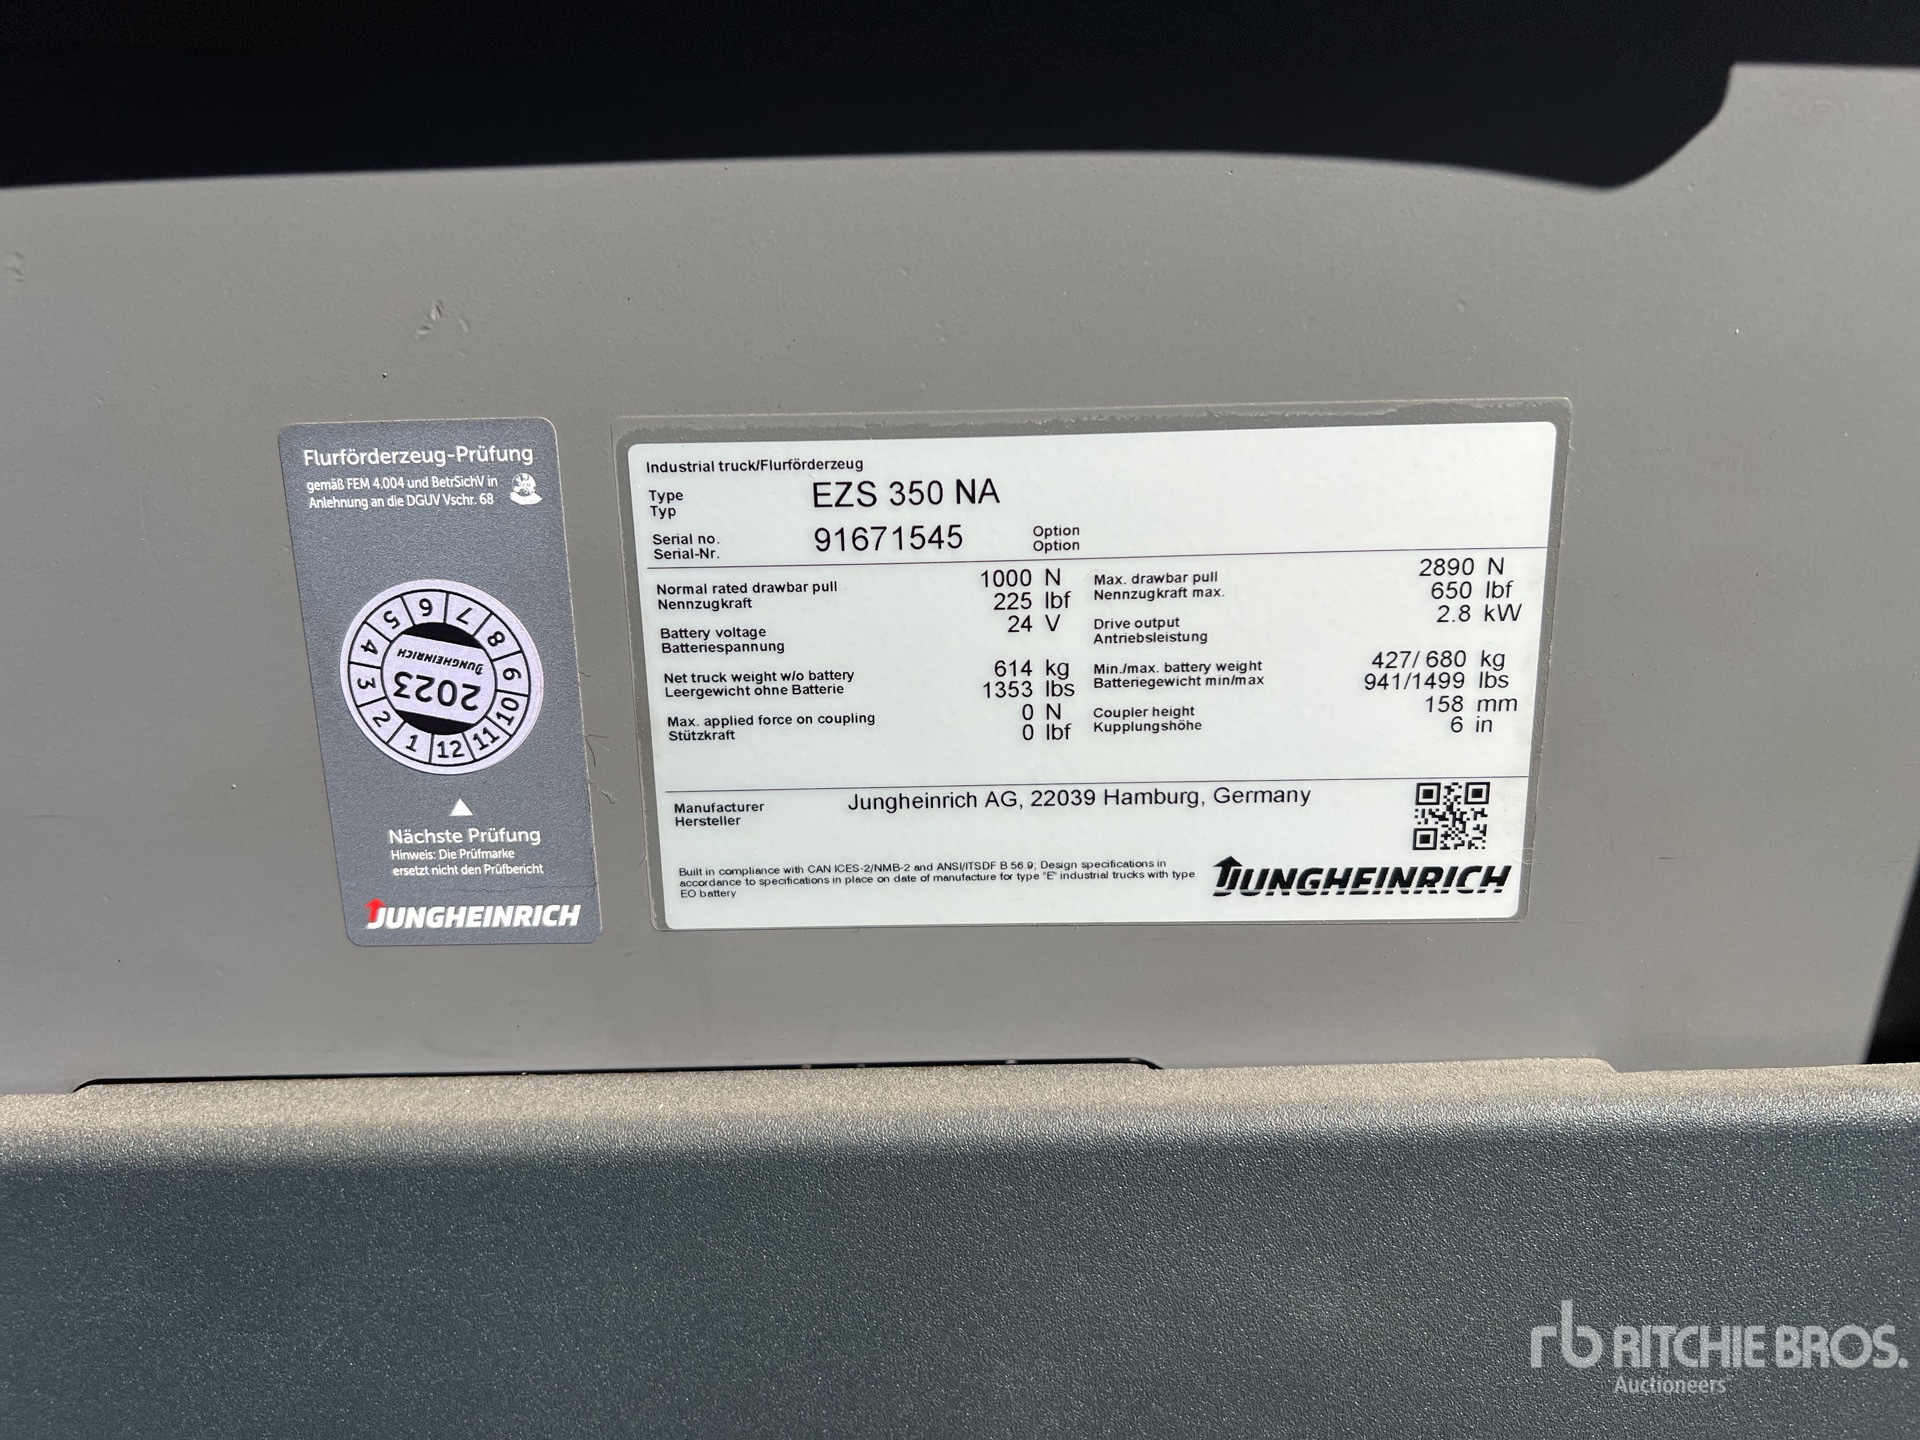 Flurförderzeug-Prüfung
gemäß FEM 4.004 und BetrSichV in
Anlehnung an die DGUV Vschr. 68
1 2 3 4 5 6 7 8 9 10 11 12
JUNGHEINRICH
2023
Nächste Prüfung
Hinweis: Die Prüfmarke
ersetzt nicht den Prüfbericht
JUNGHEINRICH
Industrial truck/Flurförderzeug
Type EZS 350 NA
Typ
Serial no. 91671545 Option
Serial-Nr. Option
Normal rated drawbar pull 1000 N Max. drawbar pull 2890 N
Nennzugkraft 225 lbf Nennzugkraft max. 650 lbf
Battery voltage 24 V Drive output 2.8 kW
Batteriespannung Antriebsleistung
Net truck weight w/o battery 614 kg Min./max. battery weight 427/ 680 kg
Leergewicht ohne Batterie 1353 lbs Batteriegewicht min/max 941/1499 lbs
Max. applied force on coupling 0 N Coupler height 158 mm
Stützkraft 0 lbf Kupplungshöhe 6 in
Manufacturer Jungheinrich AG, 22039 Hamburg, Germany
Hersteller
Built in compliance with CAN ICES-2/NMB-2 and ANSI/ITSDF B 56.9; Design specifications in
accordance to specifications in place on date of manufacture for type "E" industrial trucks with type
EO battery
JUNGHEINRICH
rb RITCHIE BROS.
Auctioneers